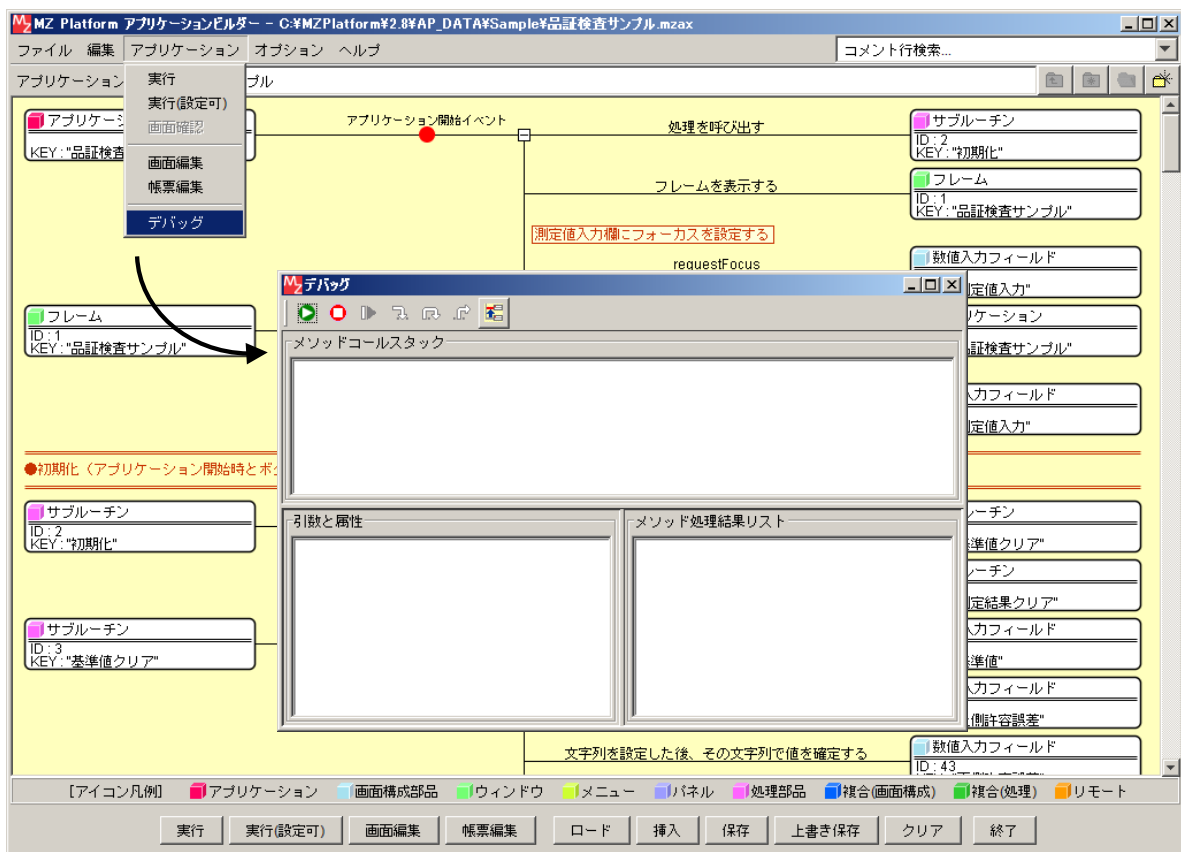 MZ Platform アプリケーションビルダー - C:¥MZPlatform¥2.8¥AP_DATA¥Sample¥品証検査サンプル.mzax
ファイル 編集 アプリケーション オプション ヘルプ コメント行検索...
アプリケーション プル
実行
実行(設定可)
画面確認
画面編集
帳票編集
デバッグ
アプリケーシ
KEY : "品証検査
アプリケーション開始イベント
処理を呼び出す
サブルーチン
ID : 2
KEY : "初期化"
フレームを表示する
フレーム
ID : 1
KEY : "品証検査サンプル"
測定値入力欄にフォーカスを設定する
requestFocus
数値入力フィールド
定値入力"
フレーム
ID : 1
KEY : "品証検査サンプル"
リケーション
品証検査サンプル"
入力フィールド
定値入力"
●初期化（アプリケーション開始時とボ
サブルーチン
ID : 2
KEY : "初期化"
ルーチン
準値クリア"
ルーチン
定結果クリア"
サブルーチン
ID : 3
KEY : "基準値クリア"
入力フィールド
準値"
入力フィールド
側許容誤差"
文字列を設定した後、その文字列で値を確定する
数値入力フィールド
ID : 43
デバッグ
メソッドコールスタック
引数と属性
メソッド処理結果リスト
[アイコン凡例] アプリケーション 画面構成部品 ウィンドウ メニュー パネル 処理部品 複合(画面構成) 複合(処理) リモート
実行 実行(設定可) 画面編集 帳票編集 ロード 挿入 保存 上書き保存 クリア 終了